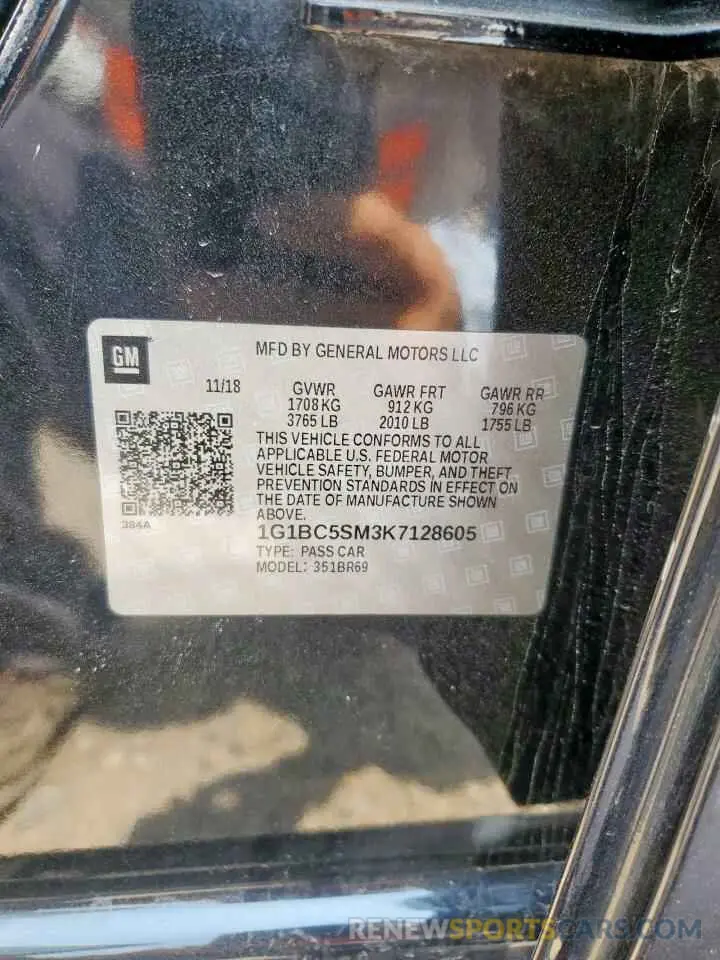 GM
MFD BY GENERAL MOTORS LLC
11/18 GVWR GAWR FRT GAWR RR
1708 KG 912 KG 796 KG
3765 LB 2010 LB 1755 LB
THIS VEHICLE CONFORMS TO ALL
APPLICABLE U.S. FEDERAL MOTOR
VEHICLE SAFETY, BUMPER, AND THEFT
PREVENTION STANDARDS IN EFFECT ON
THE DATE OF MANUFACTURE SHOWN
ABOVE.
384A
1G1BC5SM3K7128605
TYPE: PASS CAR
MODEL: 351BR69
RENEWSPORTSCARS.COM